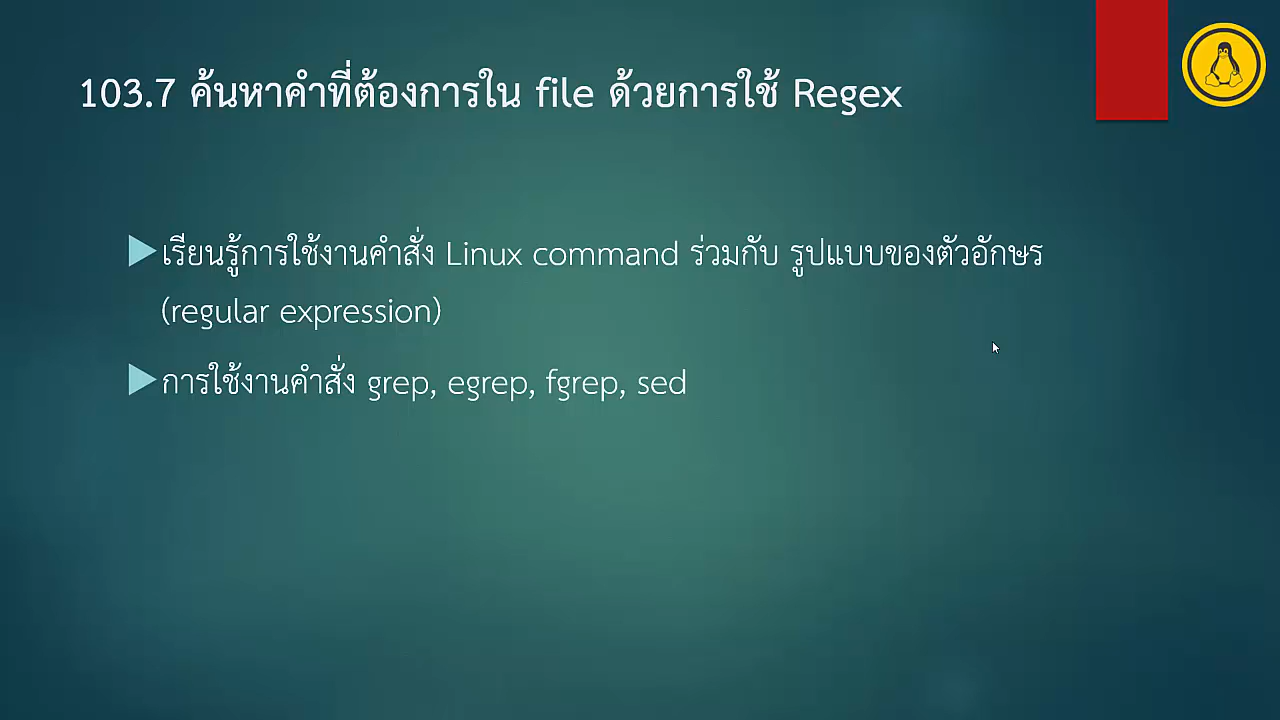 103.7 ค้นหาคำที่ต้องการใน file ด้วยการใช้ Regex
เรียนรู้การใช้งานคำสั่ง Linux command ร่วมกับ รูปแบบของตัวอักษร
(regular expression)
การใช้งานคำสั่ง grep, egrep, fgrep, sed